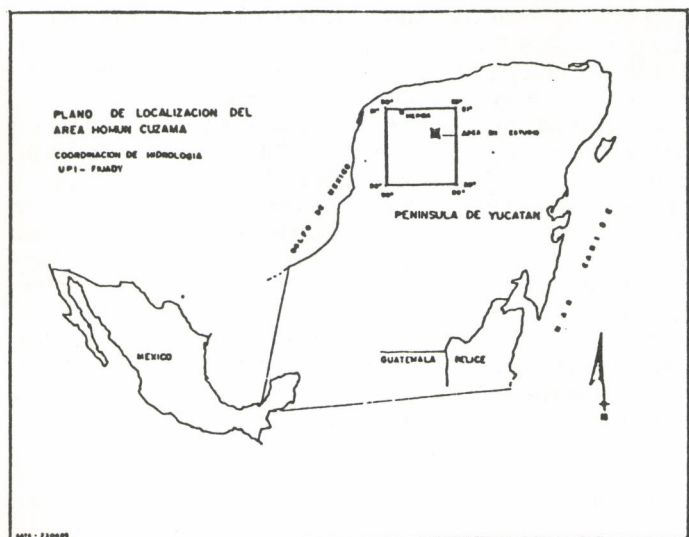 PLANO DE LOCALIZACION DEL
AREA HOMUN CUZAMA
COORDINACION DE HIDROLOGIA
UPI - FIUADY
MERIDA
AREA DE ESTUDIO
GOLFO DE MEXICO
PENINSULA DE YUCATAN
MAR CARIBE
MEXICO
GUATEMALA
BELICE
N